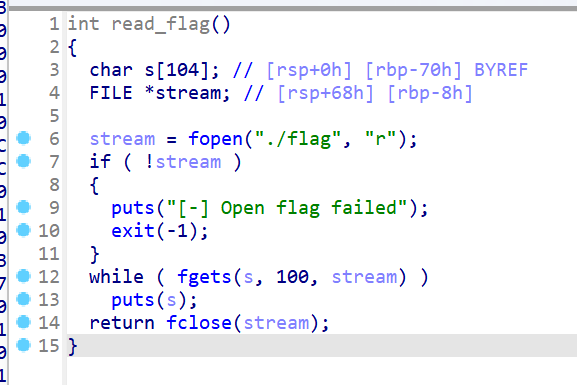 1 int read_flag()
2 {
3 char s[104]; // [rsp+0h] [rbp-70h] BYREF
4 FILE *stream; // [rsp+68h] [rbp-8h]
5
6 stream = fopen("./flag", "r");
7 if ( !stream )
8 {
9 puts("[-] Open flag failed");
10 exit(-1);
11 }
12 while ( fgets(s, 100, stream) )
13 puts(s);
14 return fclose(stream);
15 }